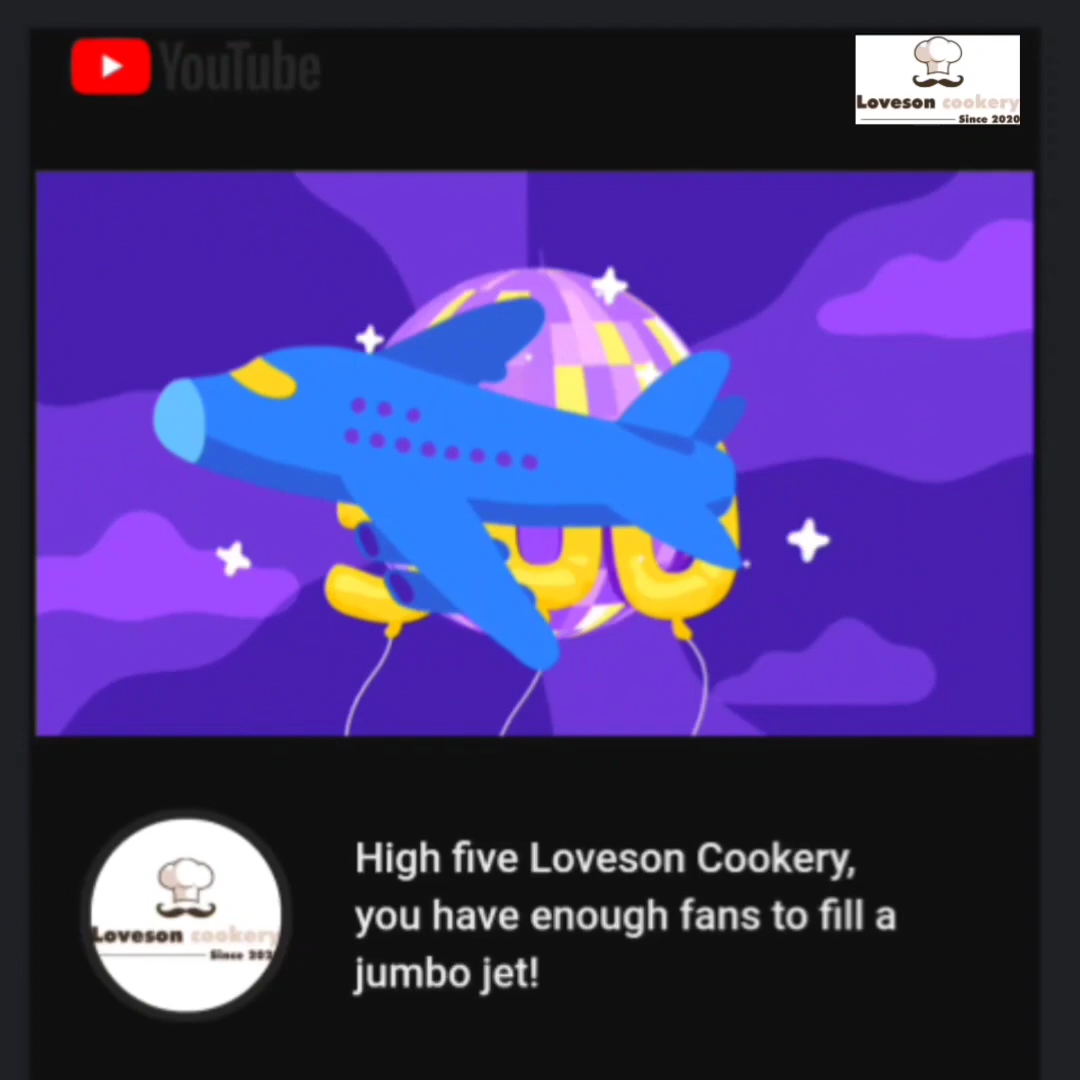 YouTube
Loveson cookery
Since 2020
Loveson cookery
High five Loveson Cookery,
you have enough fans to fill a
jumbo jet!